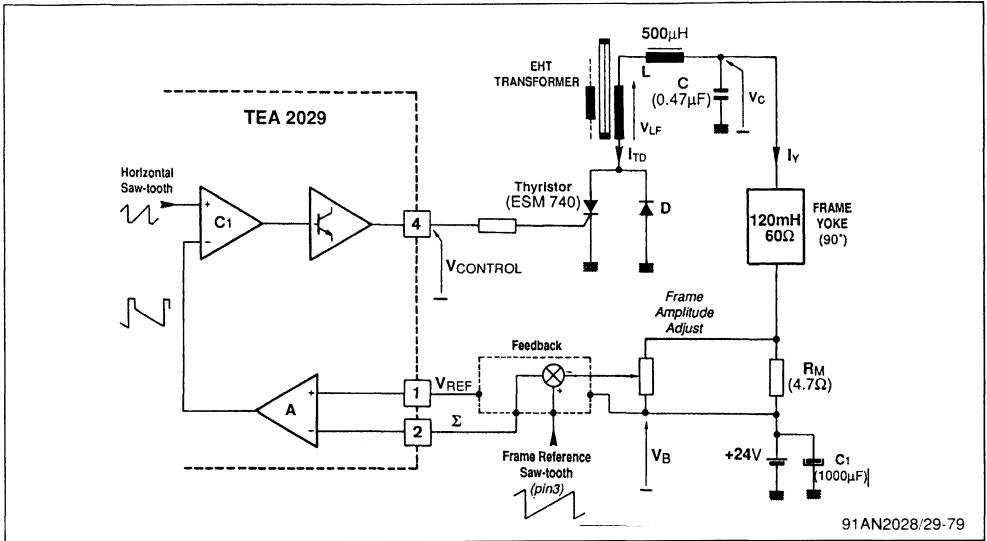 500µH
EHT
TRANSFORMER
L
C
(0.47µF)
VC
VLF
TEA 2029
ITD
IY
Horizontal
Saw-tooth
Thyristor
(ESM 740)
D
120mH
60Ω
FRAME
YOKE
(90°)
+
C1
−
4
VCONTROL
Frame
Amplitude
Adjust
Feedback
RM
(4.7Ω)
+
A
−
1
VREF
−
+
2
Σ
Frame Reference
Saw-tooth
(pin3)
VB
+24V
C1
(1000µF)
91AN2028/29-79